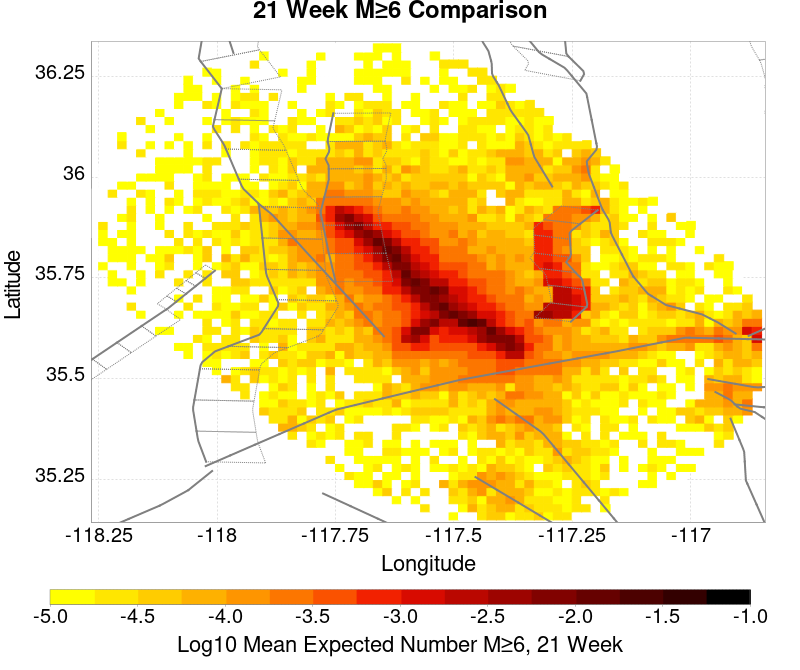 21 Week M≥6 Comparison
36.25
36
35.75
35.5
35.25
Latitude
-118.25 -118 -117.75 -117.5 -117.25 -117
Longitude
-5.0 -4.5 -4.0 -3.5 -3.0 -2.5 -2.0 -1.5 -1.0
Log10 Mean Expected Number M≥6, 21 Week